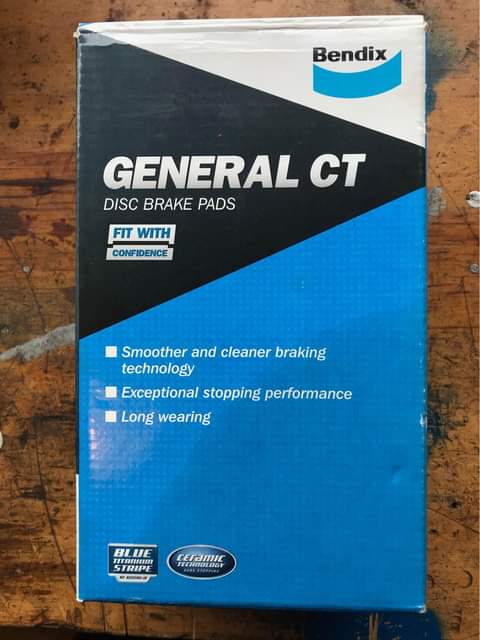 Bendix
GENERAL CT
DISC BRAKE PADS
FIT WITH
CONFIDENCE
Smoother and cleaner braking
technology
Exceptional stopping performance
Long wearing
BLUE
TITANIUM
STRIPE
CERAMIC
TECHNOLOGY